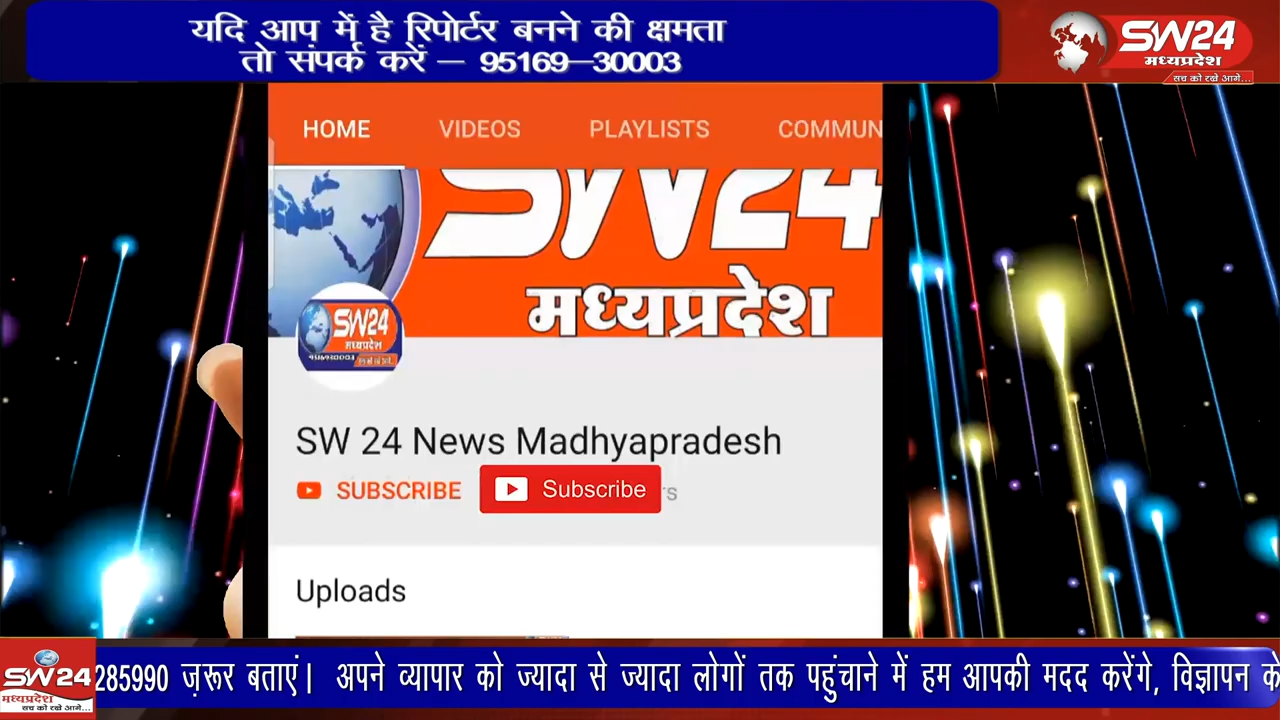 यदि आप में है रिपोर्टर बनने की क्षमता
तो संपर्क करें – 95169–30003
SW24
मध्यप्रदेश
सच को रखे आगे...
HOME VIDEOS PLAYLISTS COMMUN
SW24
मध्यप्रदेश
SW24
मध्यप्रदेश
SW 24 News Madhyapradesh
SUBSCRIBE Subscribe rs
Uploads
SW24
मध्यप्रदेश
सच को रखे आगे...
285990 ज़रूर बताएं। अपने व्यापार को ज्यादा से ज्यादा लोगों तक पहुंचाने में हम आपकी मदद करेंगे, विज्ञापन के